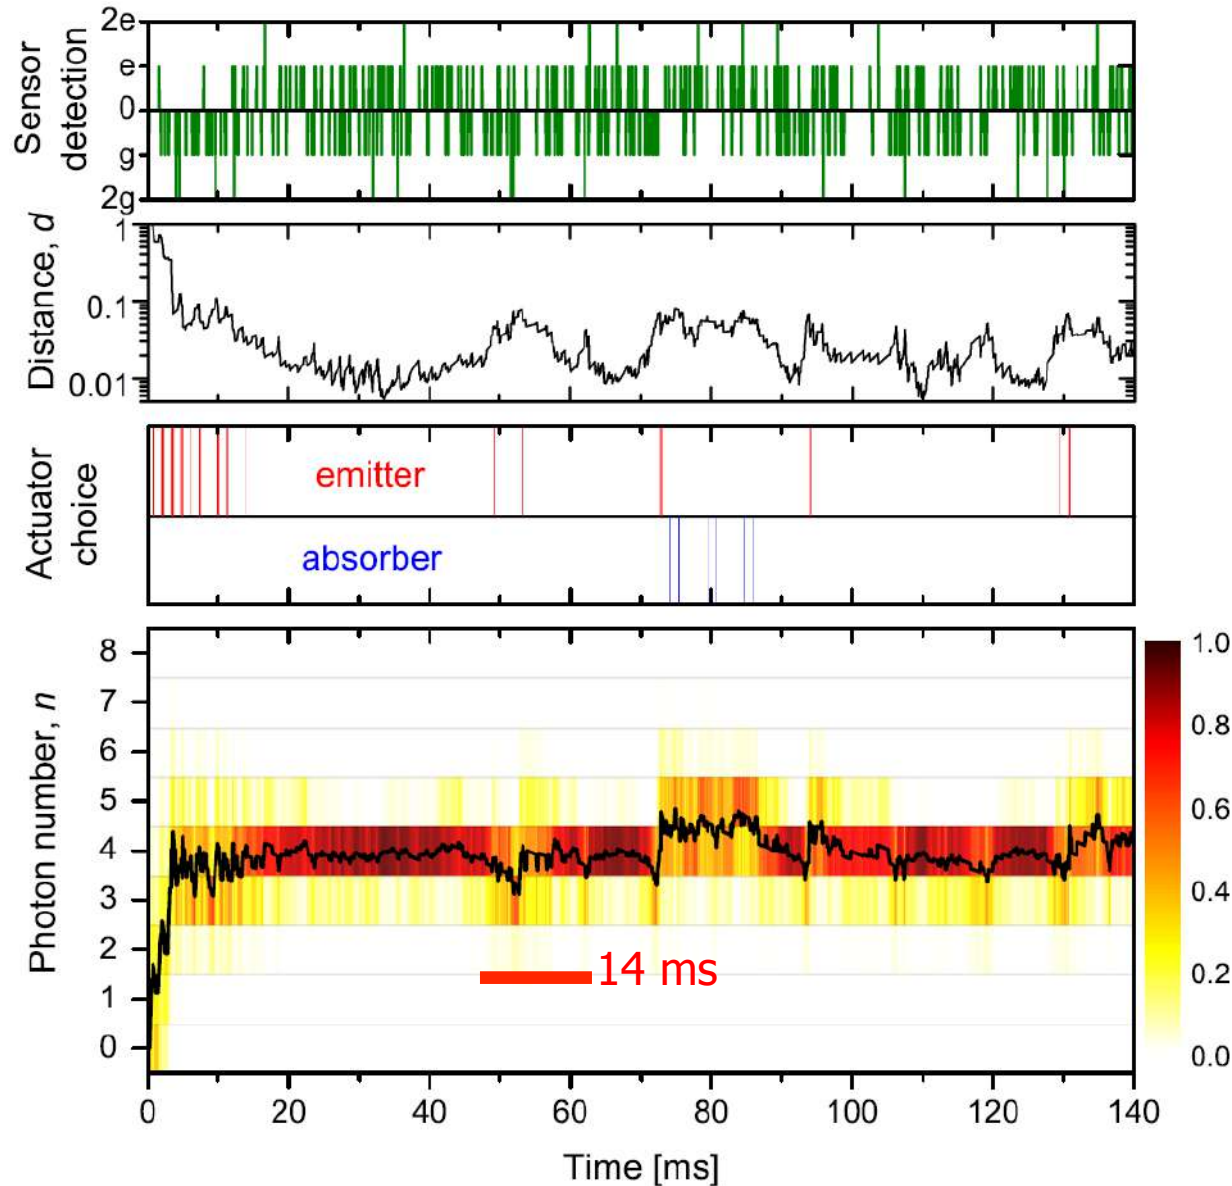 Sensor
detection
2e
e
0
g
2g
Distance, d
1
0.1
0.01
Actuator
choice
emitter
absorber
Photon number, n
8
7
6
5
4
3
2
1
0
14 ms
1.0
0.8
0.6
0.4
0.2
0.0
0 20 40 60 80 100 120 140
Time [ms]